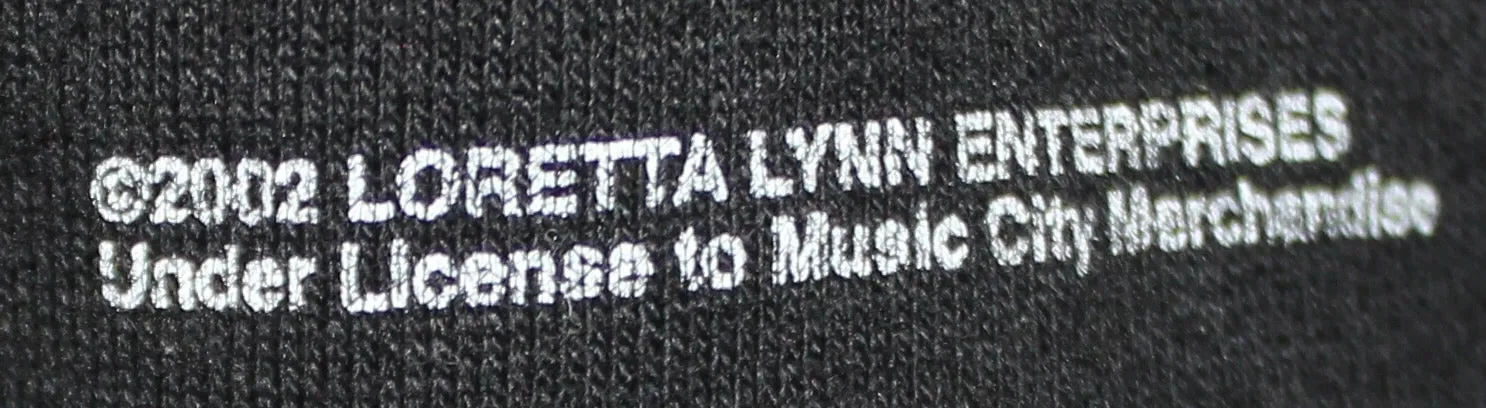 ©2002 LORETTA LYNN ENTERPRISES
Under License to Music City Merchandise